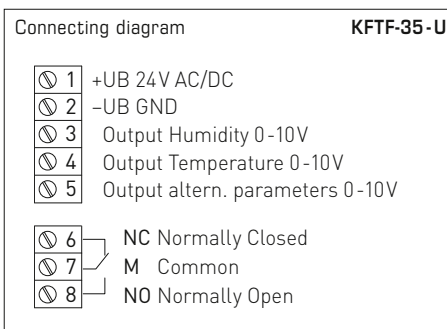 Connecting diagram KFTF-35-U
1 +UB 24V AC/DC
2 –UB GND
3 Output Humidity 0-10V
4 Output Temperature 0-10V
5 Output altern. parameters 0-10V
6 NC Normally Closed
7 M Common
8 NO Normally Open